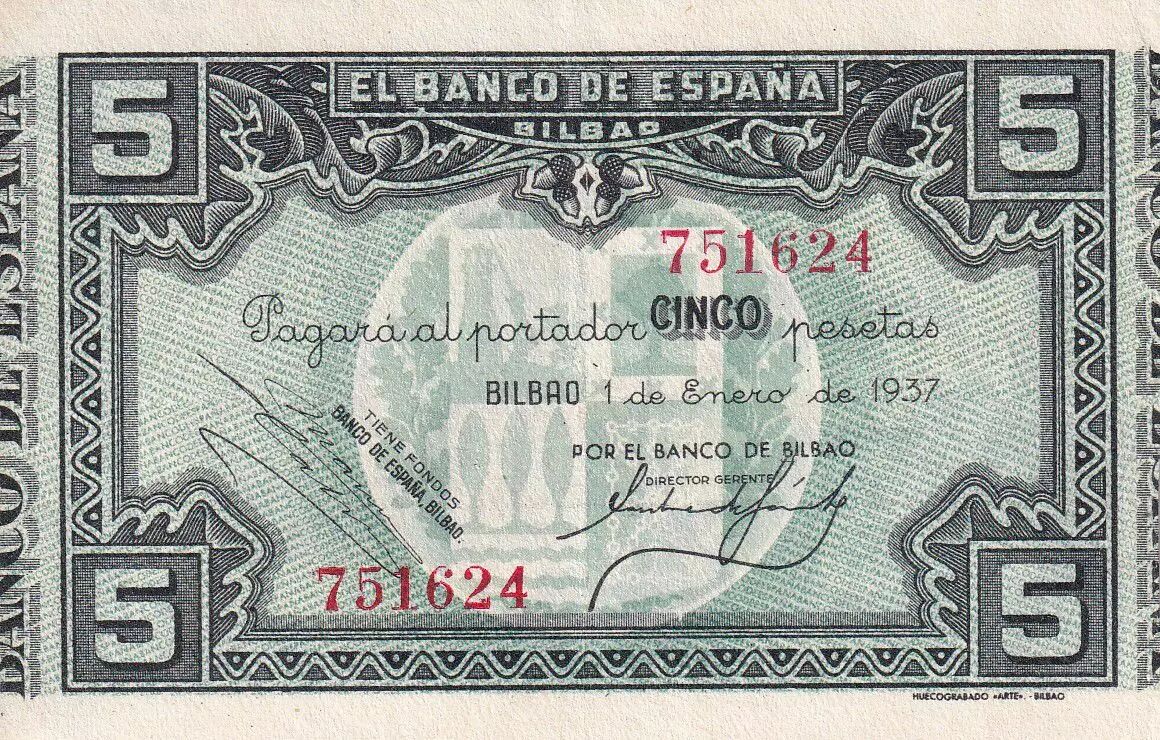 EL BANCO DE ESPAÑA
BILBAO
5
5
751624
Pagará al portador CINCO pesetas
BILBAO 1 de Enero de 1937
TIENE FONDOS
BANCO DE ESPAÑA, BILBAO.
POR EL BANCO DE BILBAO
DIRECTOR GERENTE
751624
5
5
HUECOGRABADO «ARTE». - BILBAO
BANCO DE ESPAÑA